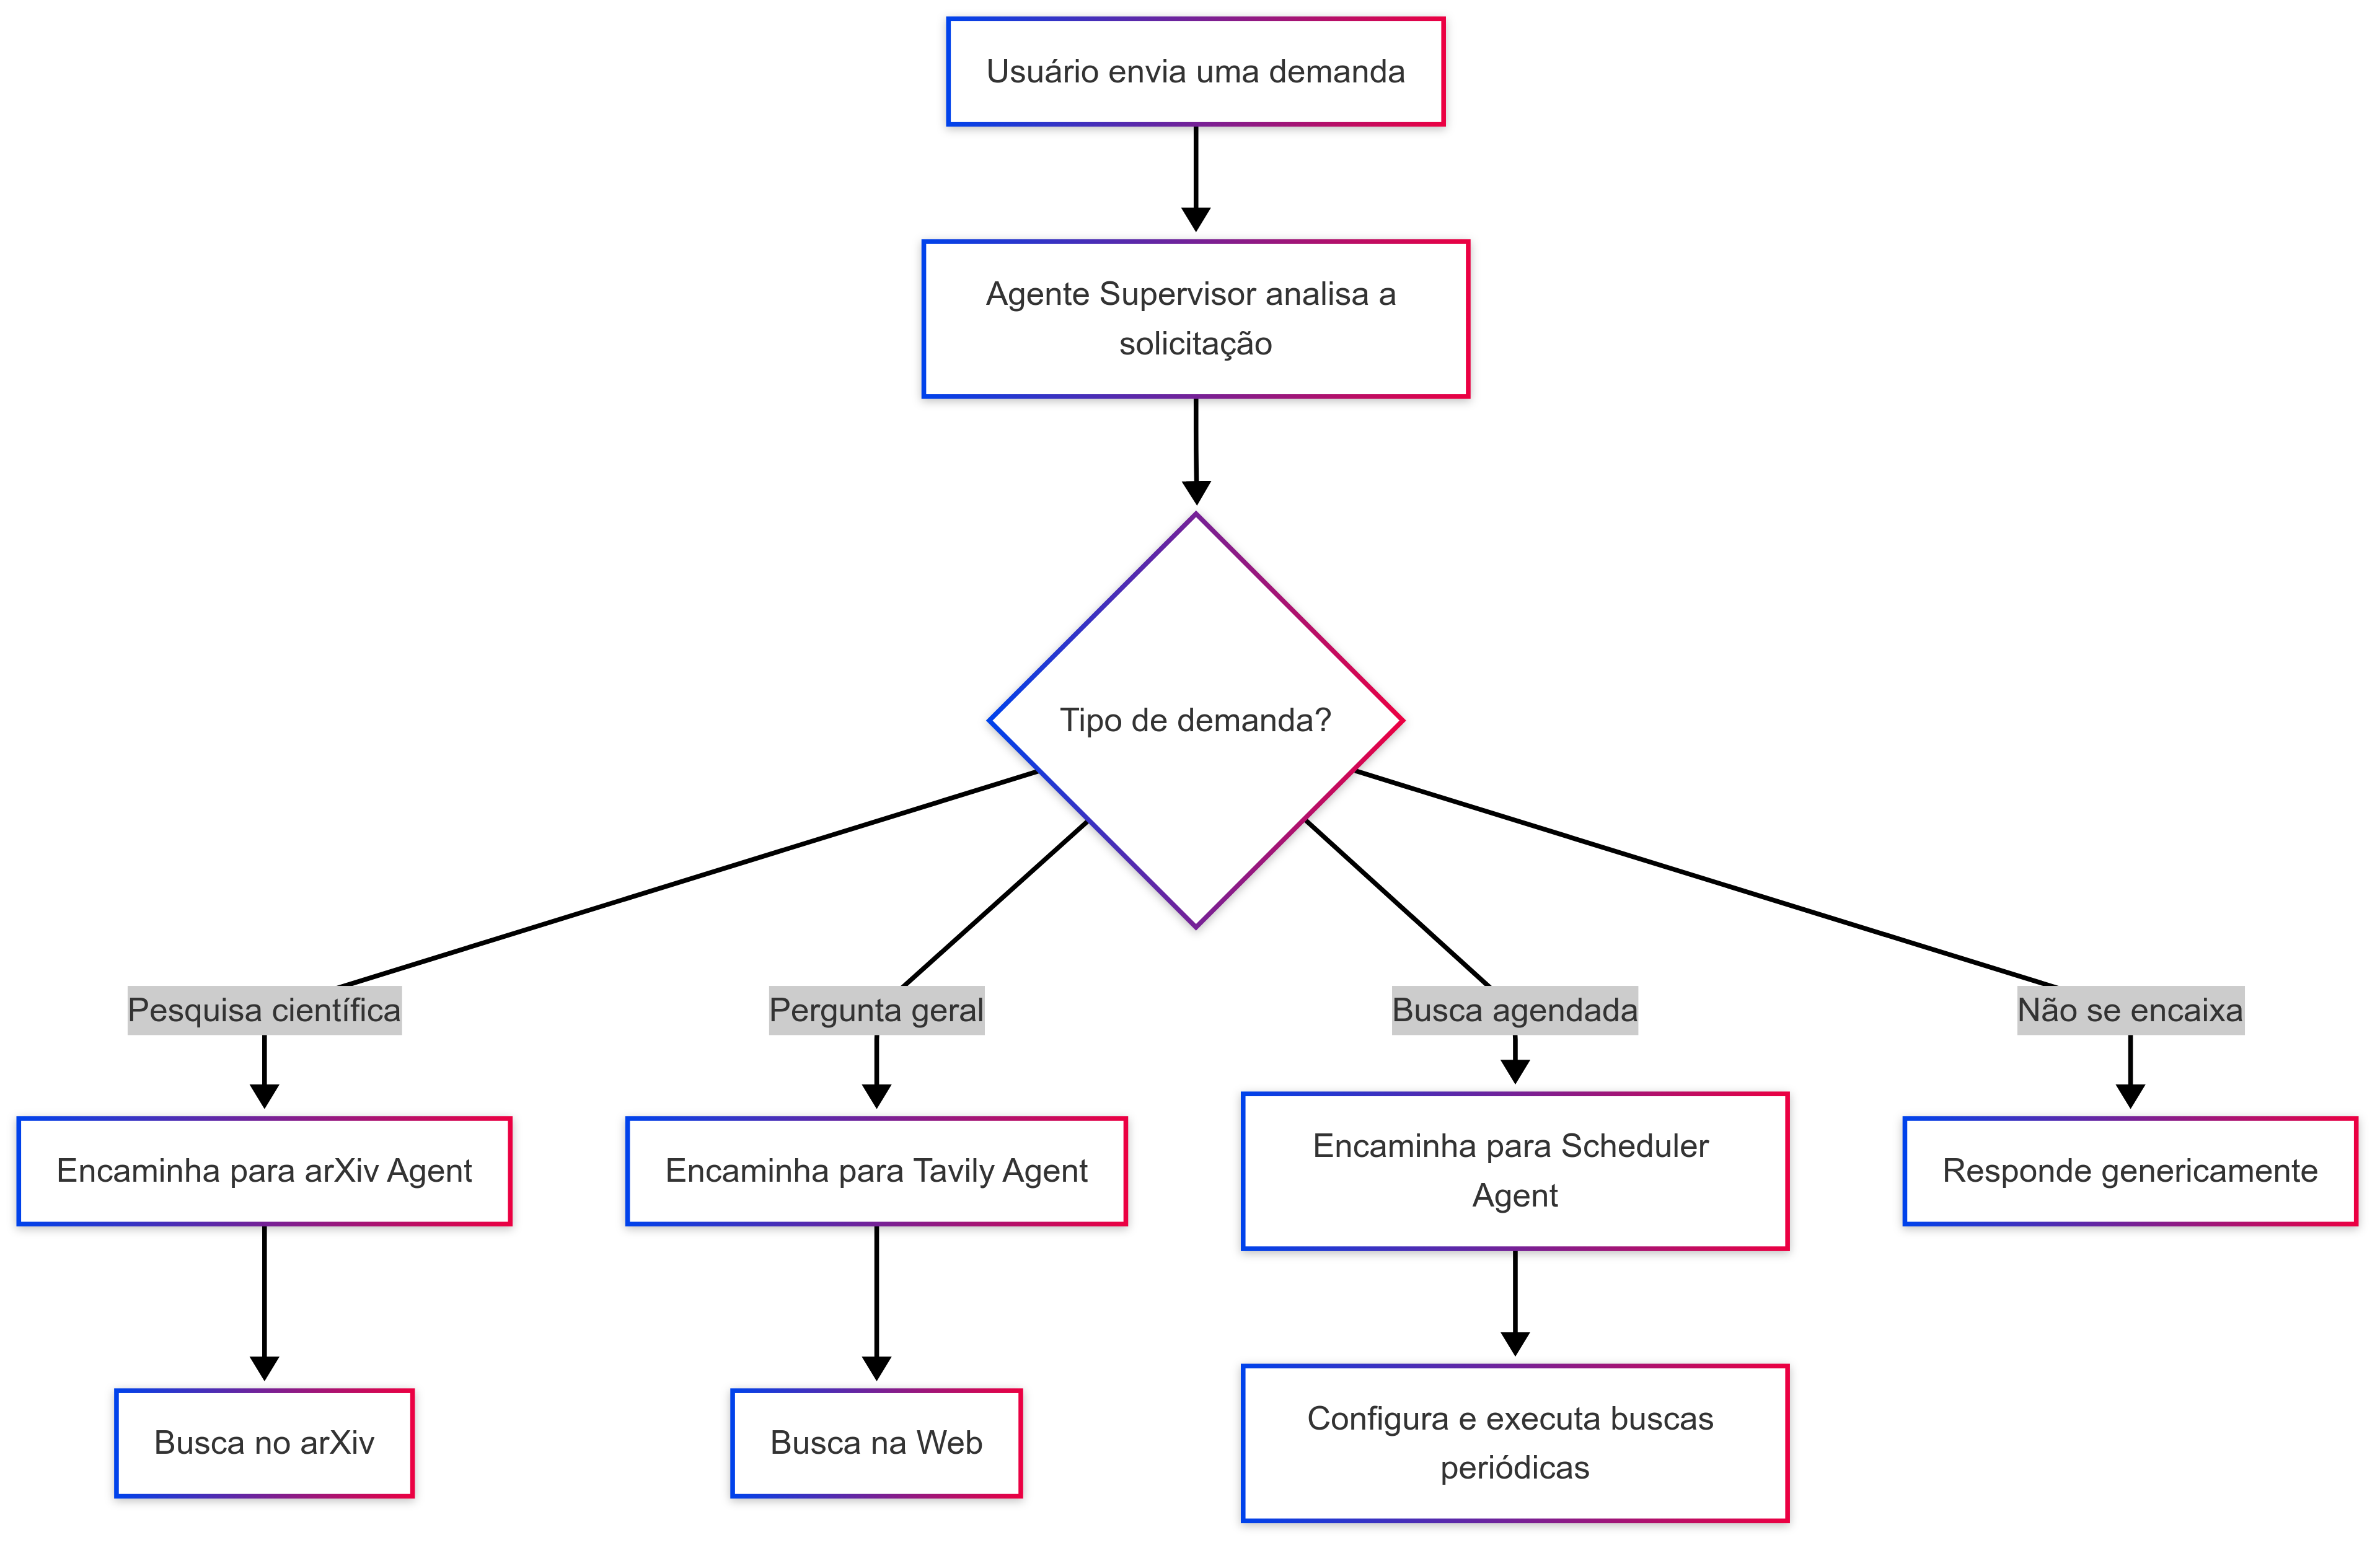 Usuário envia uma demanda
Agente Supervisor analisa a
solicitação
Tipo de demanda?
Pesquisa científica
Pergunta geral
Busca agendada
Não se encaixa
Encaminha para arXiv Agent
Encaminha para Tavily Agent
Encaminha para Scheduler
Agent
Responde genericamente
Busca no arXiv
Busca na Web
Configura e executa buscas
periódicas